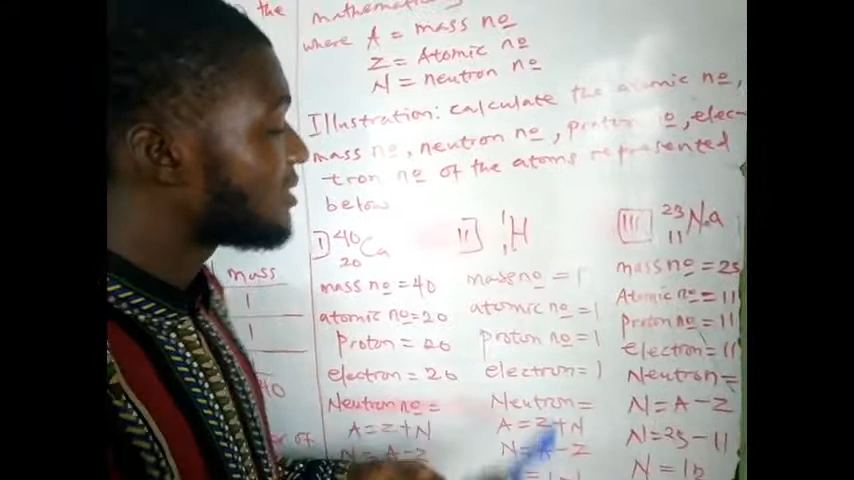 the
mathematic
where A = mass no
Z = Atomic no
N = neutron no
Illustration: calculate the atomic no,
mass no, neutron no, proton no, elec-
tron no of the atoms represented
below
I] 40 20 Ca
II] 1 1 H
III 23 11 Na
mass
1
1
mass no = 40
atomic no = 20
proton = 20
electron = 20
Neutron no =
A = Z + N
N = A - Z
mass no = 1
atomic no = 1
proton no = 1
electron = 1
Neutron =
A = Z + N
N = A - Z
mass no = 23
Atomic no = 11
proton no = 11
electron = 11
Neutron =
N = A - Z
N = 23 - 11
N = 12
of